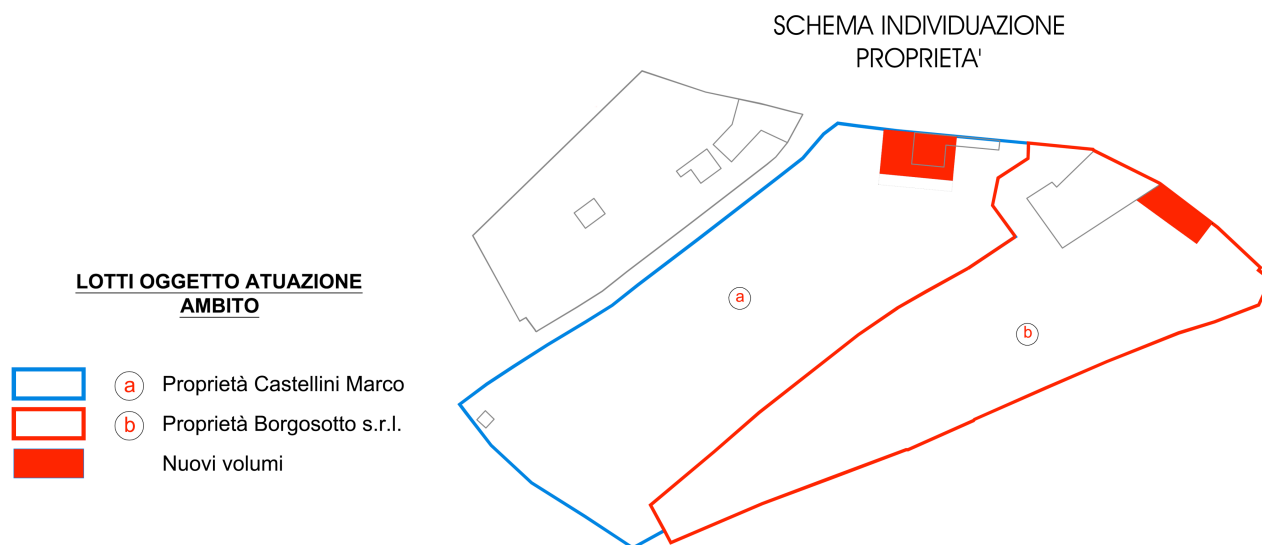 SCHEMA INDIVIDUAZIONE
PROPRIETA'
LOTTI OGGETTO ATUAZIONE
AMBITO
a Proprietà Castellini Marco
b Proprietà Borgosotto s.r.l.
Nuovi volumi
a
b